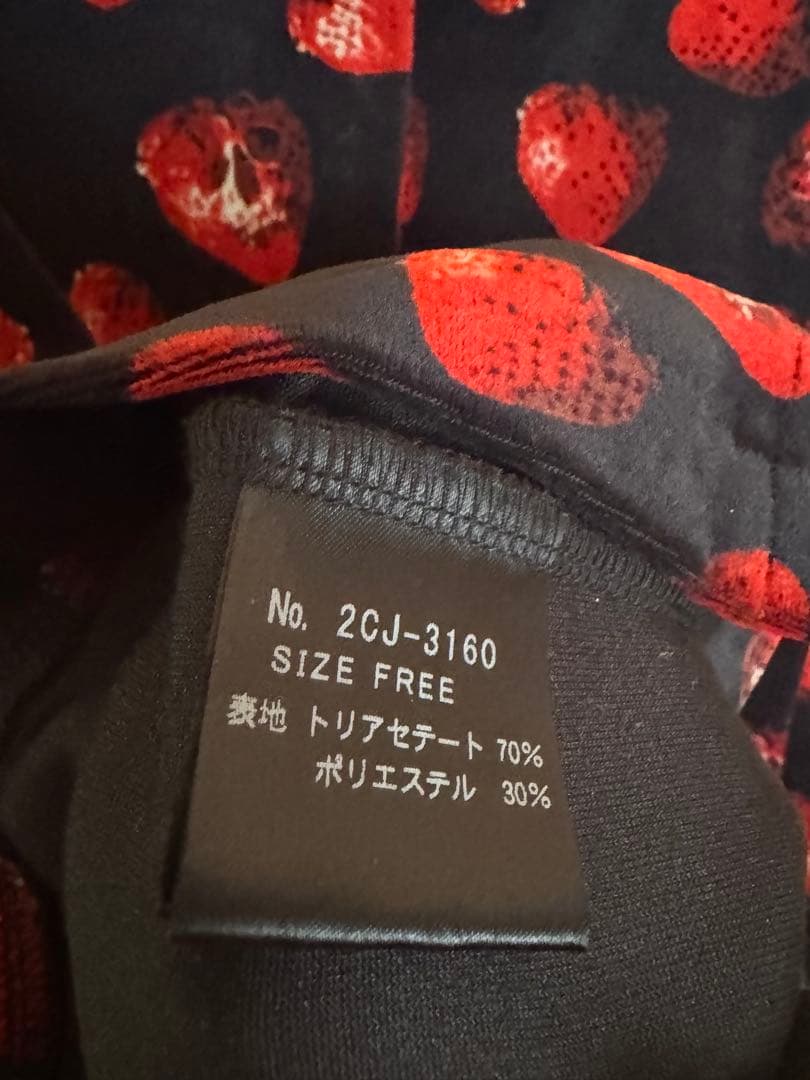 No. 2CJ-3160
SIZE FREE
表地 トリアセテート 70%
ポリエステル 30%